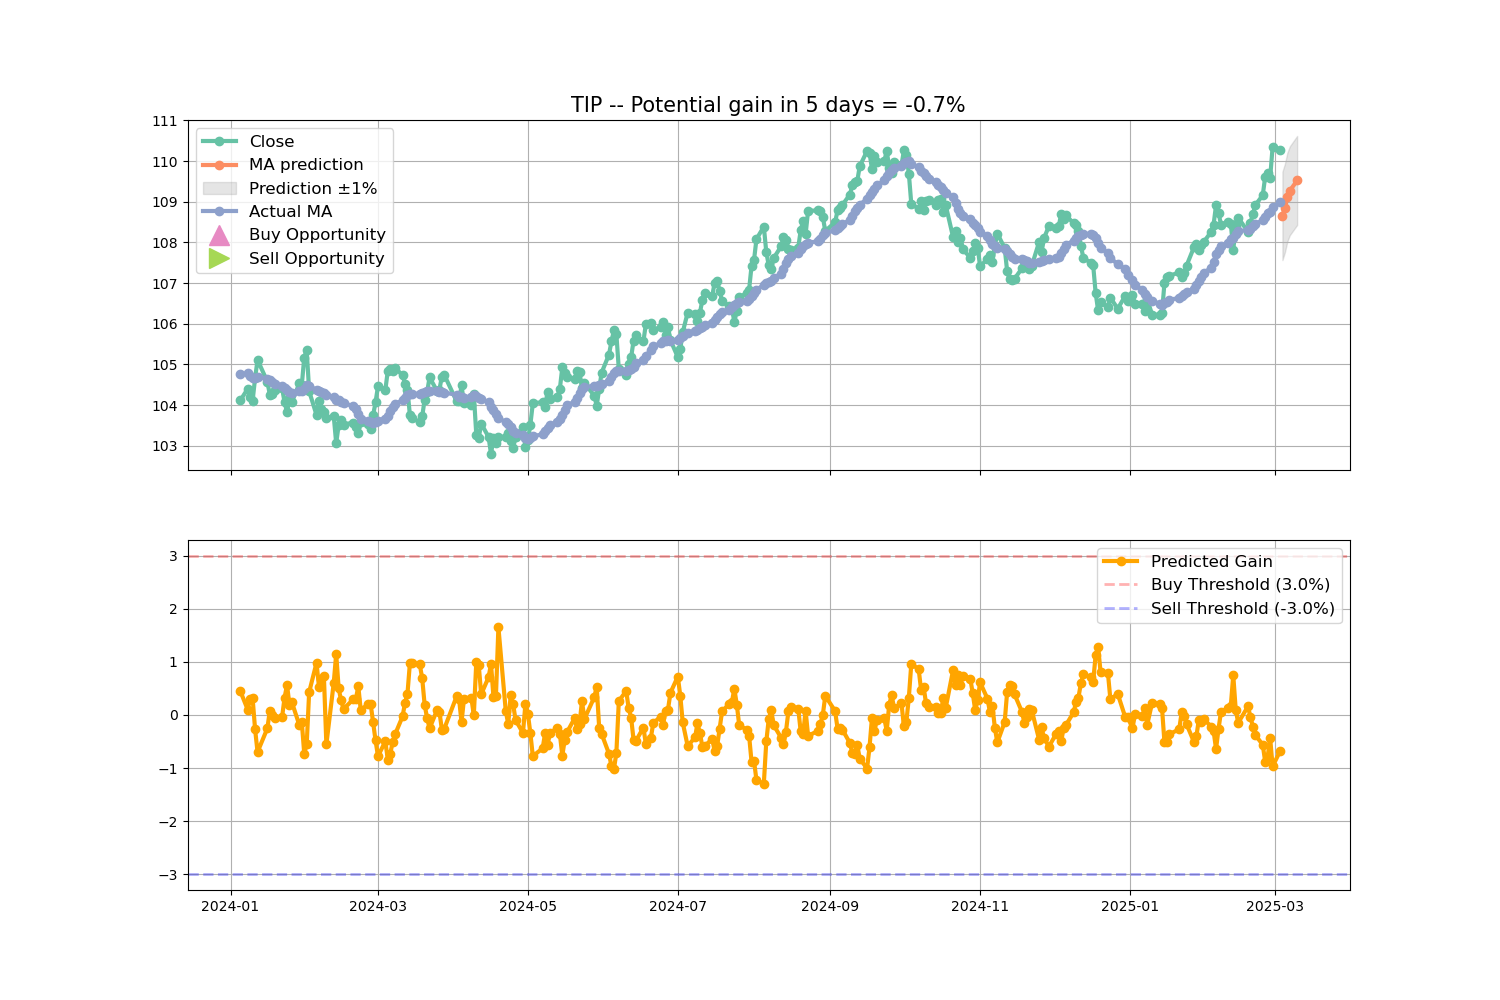 TIP -- Potential gain in 5 days = -0.7%
111
110
109
108
107
106
105
104
103
Close
MA prediction
Prediction ±1%
Actual MA
Buy Opportunity
Sell Opportunity
3
2
1
0
−1
−2
−3
Predicted Gain
Buy Threshold (3.0%)
Sell Threshold (-3.0%)
2024-01 2024-03 2024-05 2024-07 2024-09 2024-11 2025-01 2025-03